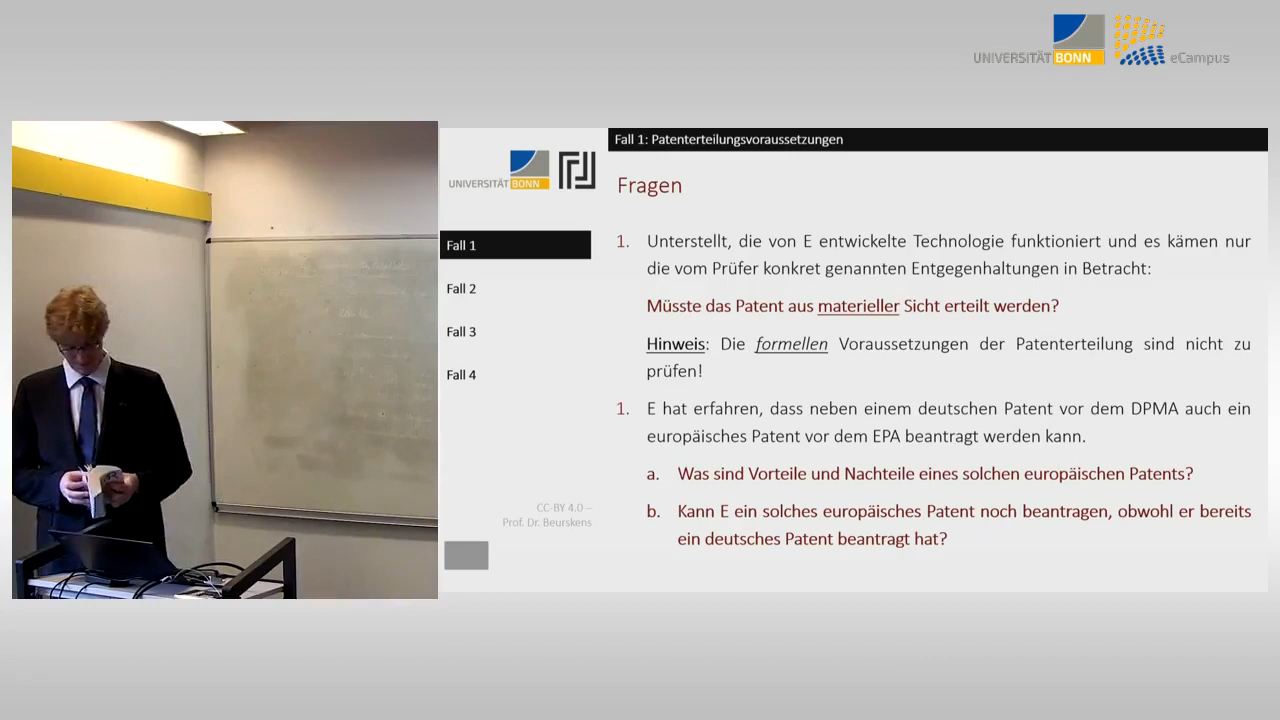 UNIVERSITÄT BONN eCampus
Fall 1: Patenterteilungsvoraussetzungen
UNIVERSITÄT BONN
Fragen
Fall 1
Fall 2
Fall 3
Fall 4
1. Unterstellt, die von E entwickelte Technologie funktioniert und es kämen nur
die vom Prüfer konkret genannten Entgegenhaltungen in Betracht:
Müsste das Patent aus materieller Sicht erteilt werden?
Hinweis: Die formellen Voraussetzungen der Patenterteilung sind nicht zu
prüfen!
1. E hat erfahren, dass neben einem deutschen Patent vor dem DPMA auch ein
europäisches Patent vor dem EPA beantragt werden kann.
a. Was sind Vorteile und Nachteile eines solchen europäischen Patents?
b. Kann E ein solches europäisches Patent noch beantragen, obwohl er bereits
ein deutsches Patent beantragt hat?
CC-BY 4.0 –
Prof. Dr. Beurskens